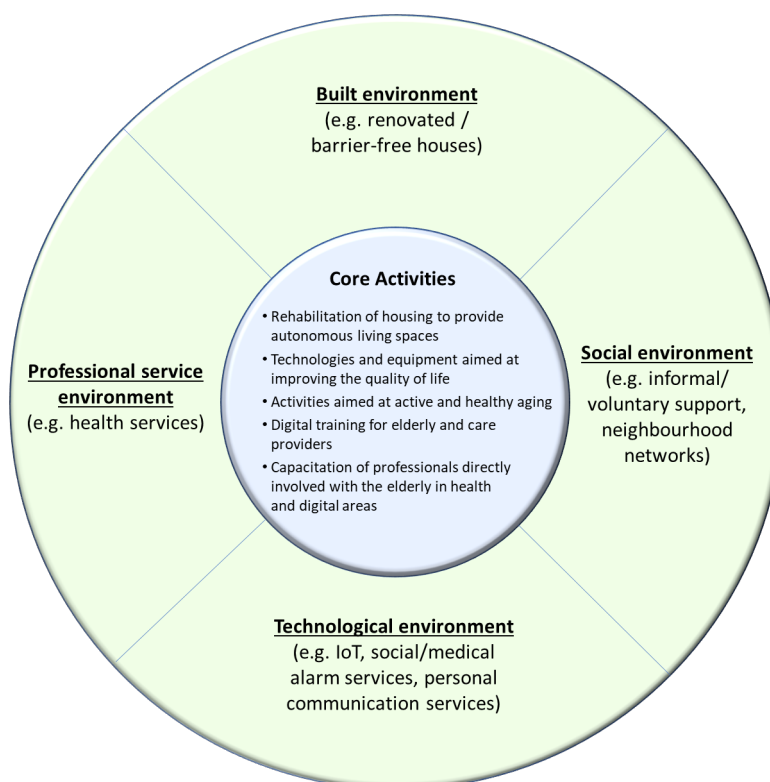 Built environment
(e.g. renovated /
barrier-free houses)
Core Activities
• Rehabilitation of housing to provide
autonomous living spaces
• Technologies and equipment aimed at
improving the quality of life
• Activities aimed at active and healthy aging
• Digital training for elderly and care
providers
• Capacitation of professionals directly
involved with the elderly in health
and digital areas
Professional service
environment
(e.g. health services)
Social environment
(e.g. informal/
voluntary support,
neighbourhood
networks)
Technological environment
(e.g. IoT, social/medical
alarm services, personal
communication services)